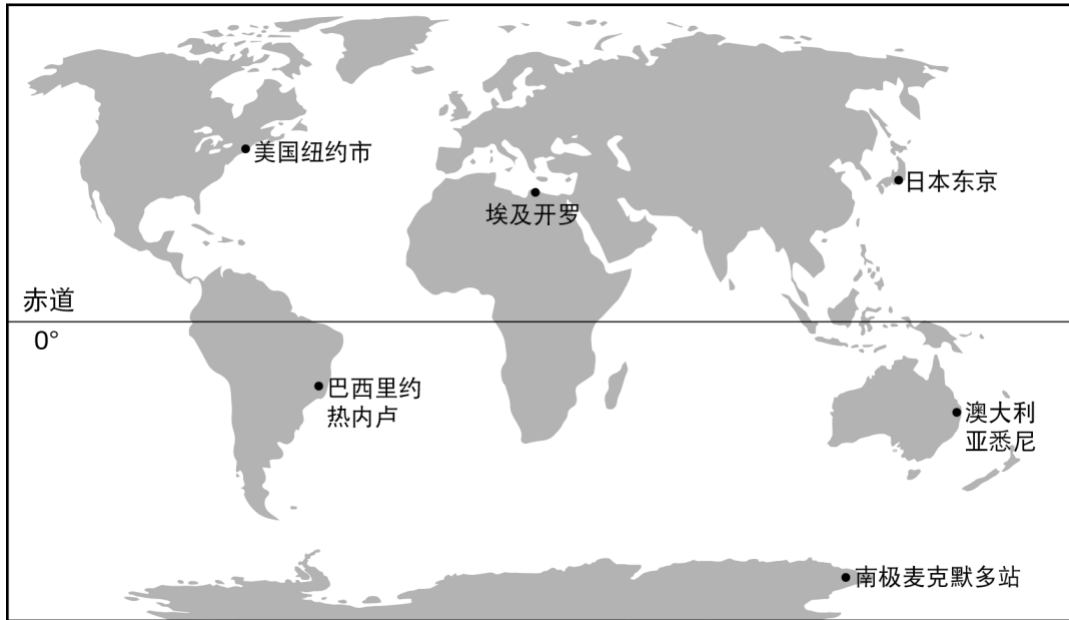 美国纽约市
日本东京
埃及开罗
赤道
0°
巴西里约
热内卢
澳大利
亚悉尼
南极麦克默多站